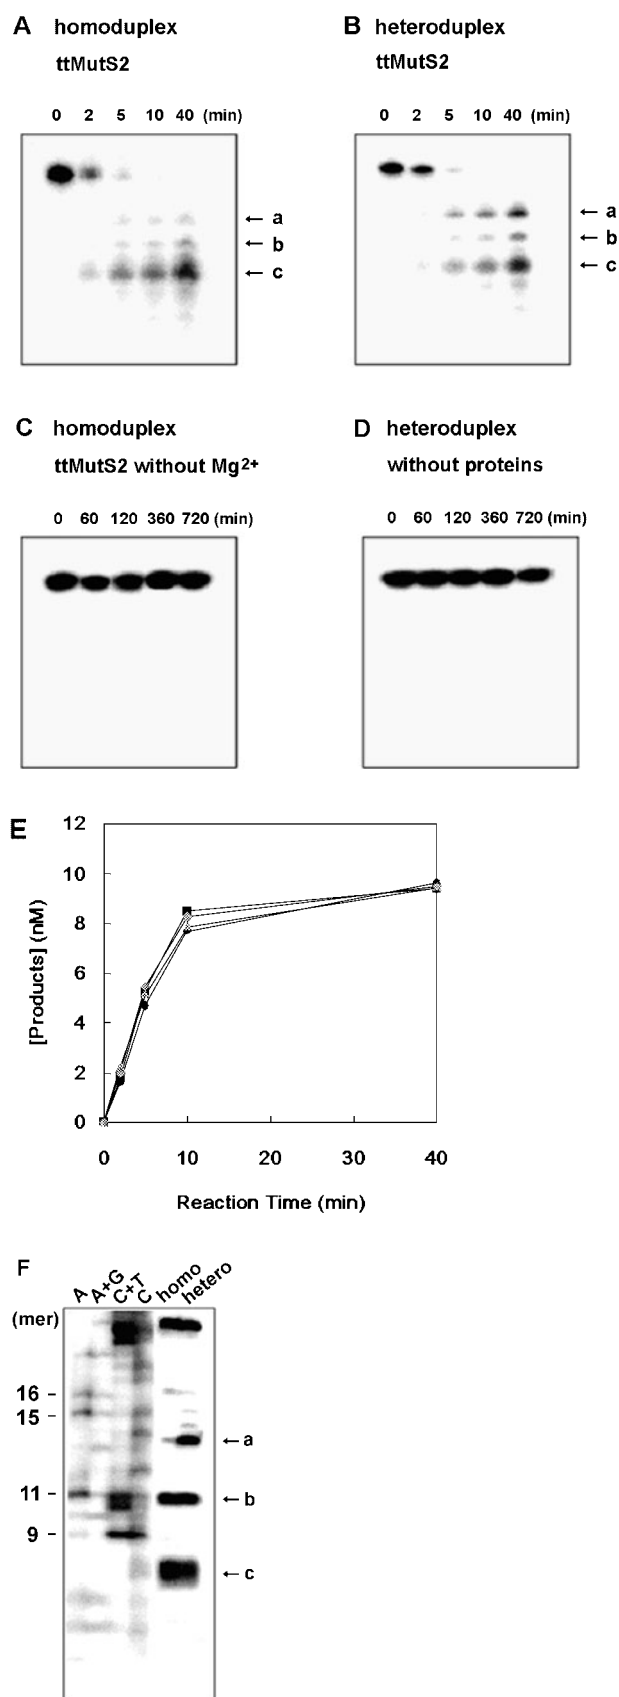 A homoduplex
ttMutS2
0 2 5 10 40 (min)
← a
← b
← c
B heteroduplex
ttMutS2
0 2 5 10 40 (min)
← a
← b
← c
C homoduplex
ttMutS2 without Mg2+
0 60 120 360 720 (min)
D heteroduplex
without proteins
0 60 120 360 720 (min)
E
12
10
8
6
4
2
0
[Products] (nM)
0 10 20 30 40
Reaction Time (min)
F
A A+G C+T C homo hetero
(mer)
16
15
11
9
← a
← b
← c